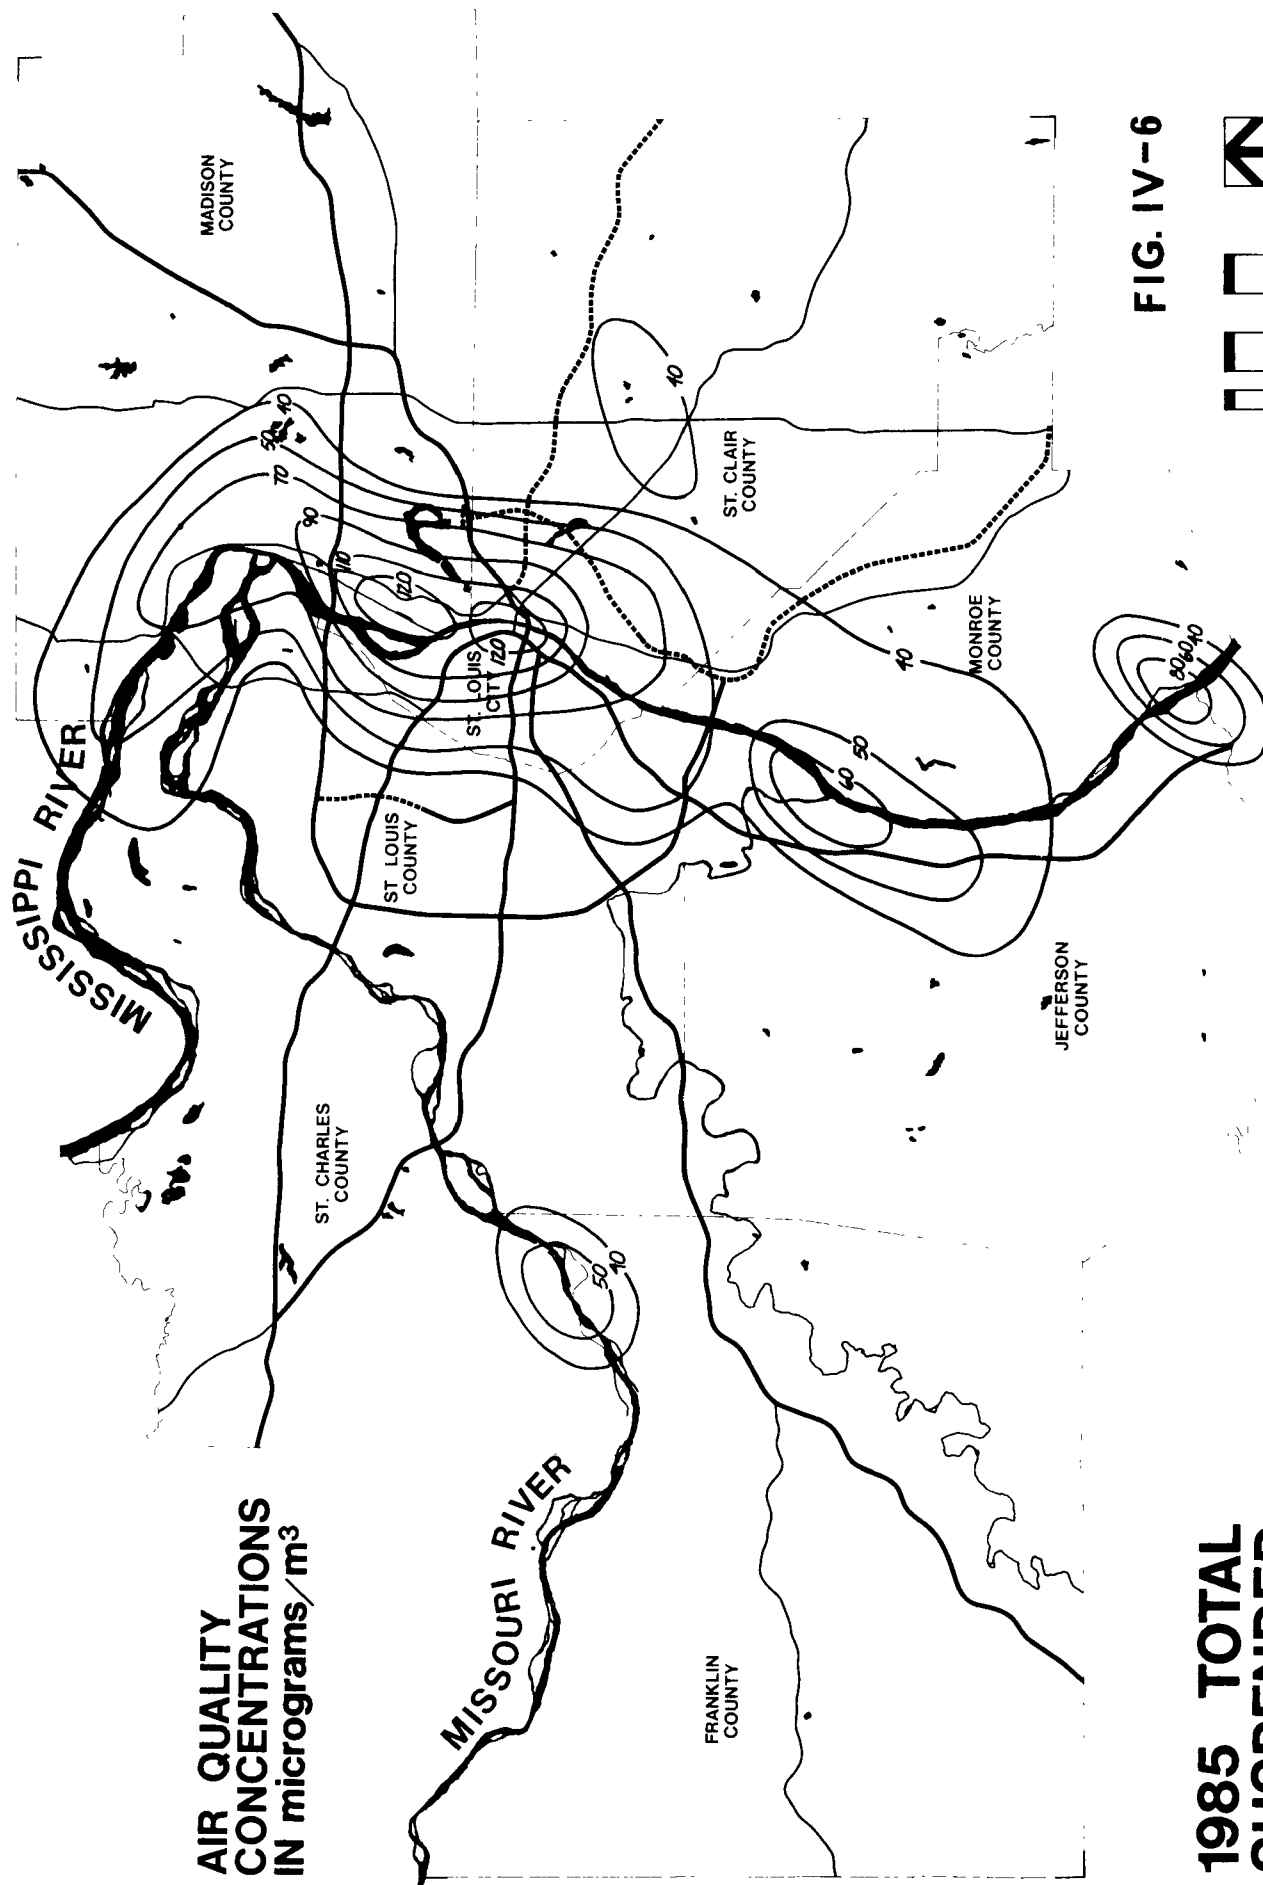 AIR QUALITY
CONCENTRATIONS
IN micrograms/m³
MISSISSIPPI RIVER
MISSOURI RIVER
MADISON
COUNTY
ST. CLAIR
COUNTY
MONROE
COUNTY
ST. LOUIS
CITY
ST LOUIS
COUNTY
ST. CHARLES
COUNTY
JEFFERSON
COUNTY
FRANKLIN
COUNTY
40
50
70
90
110
120
120
40
40
50
60
80
60
40
50
40
FIG. IV-6
1985 TOTAL
SUSPENDED